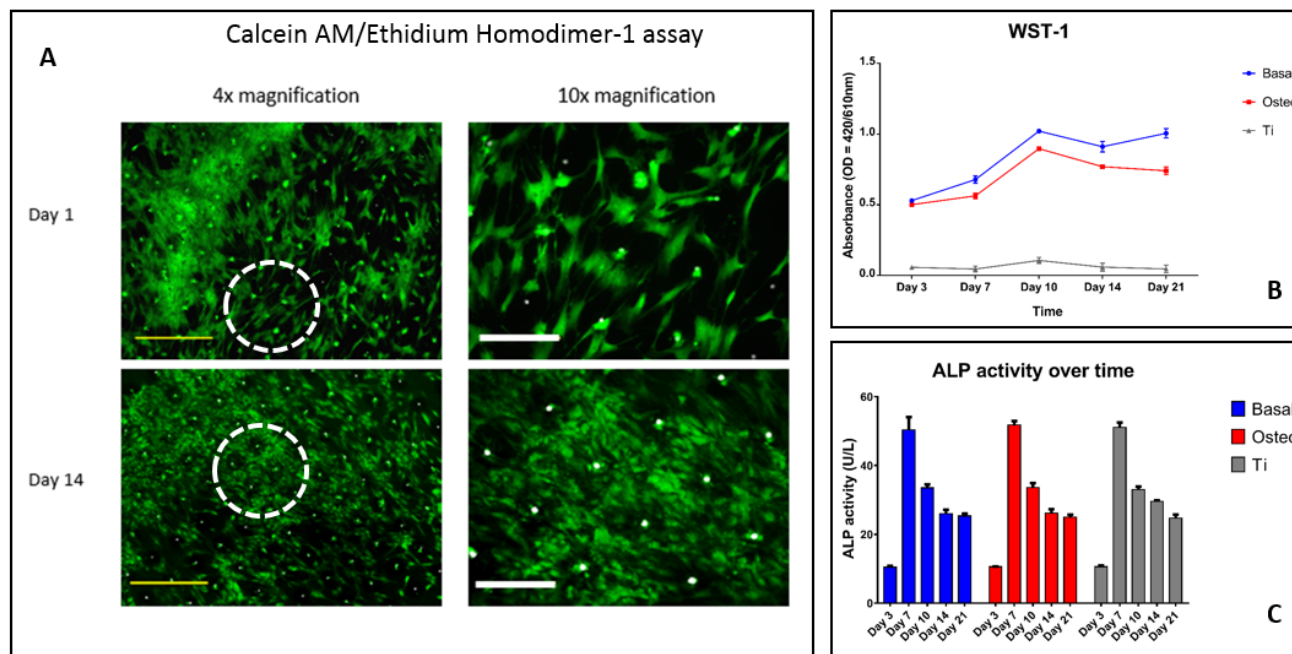 Calcein AM/Ethidium Homodimer-1 assay
A
4x magnification
10x magnification
Day 1
Day 14
WST-1
1.5
1.0
0.5
0.0
Absorbance (OD = 420/610nm)
Day 3 Day 7 Day 10 Day 14 Day 21
Time
Basal
Osteo
Ti
B
ALP activity over time
60
40
20
0
ALP activity (U/L)
Day 3 Day 7 Day 10 Day 14 Day 21 Day 3 Day 7 Day 10 Day 14 Day 21 Day 3 Day 7 Day 10 Day 14 Day 21
Basal
Osteo
Ti
C